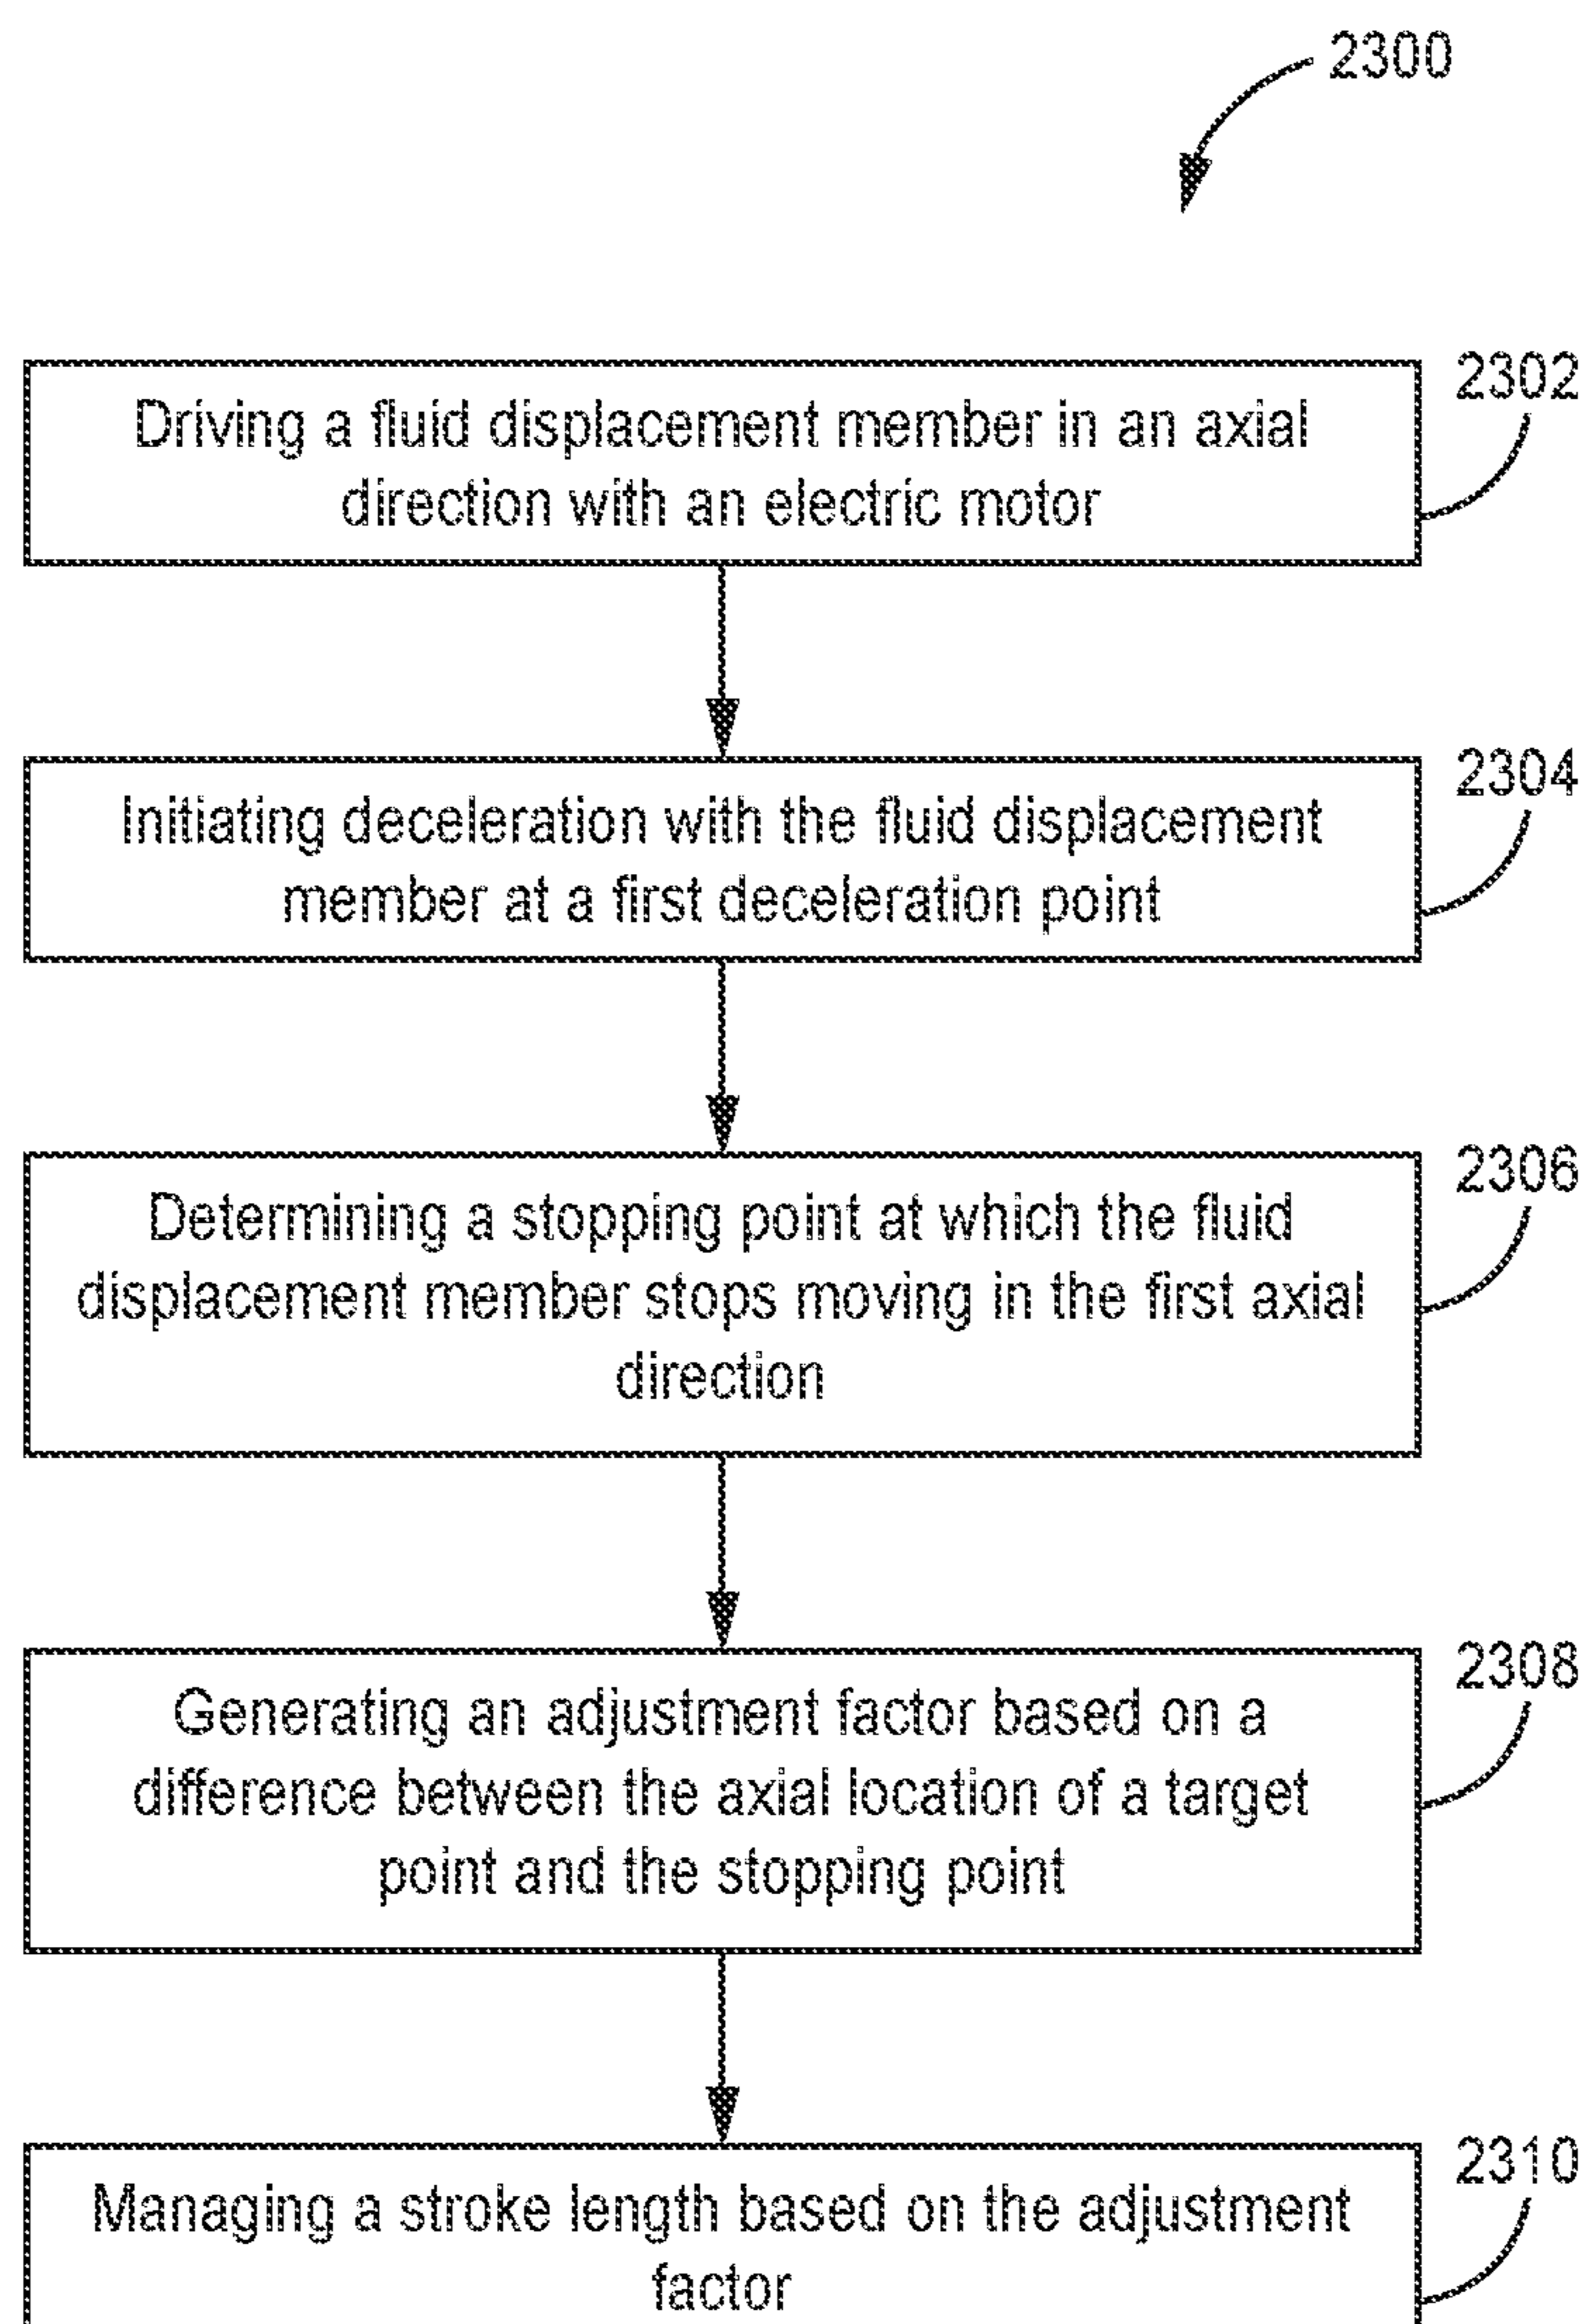 2300
2302
Driving a fluid displacement member in an axial
direction with an electric motor
2304
Initiating deceleration with the fluid displacement
member at a first deceleration point
2306
Determining a stopping point at which the fluid
displacement member stops moving in the first axial
direction
2308
Generating an adjustment factor based on a
difference between the axial location of a target
point and the stopping point
2310
Managing a stroke length based on the adjustment
factor